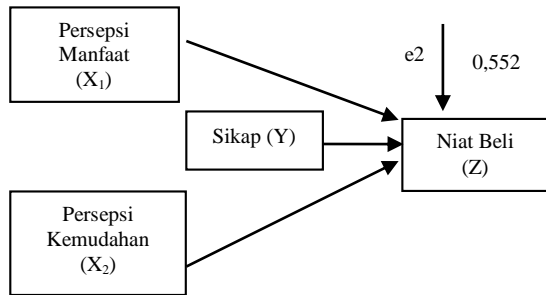 Persepsi
Manfaat
(X₁)
e2
0,552
Sikap (Y)
Niat Beli
(Z)
Persepsi
Kemudahan
(X₂)